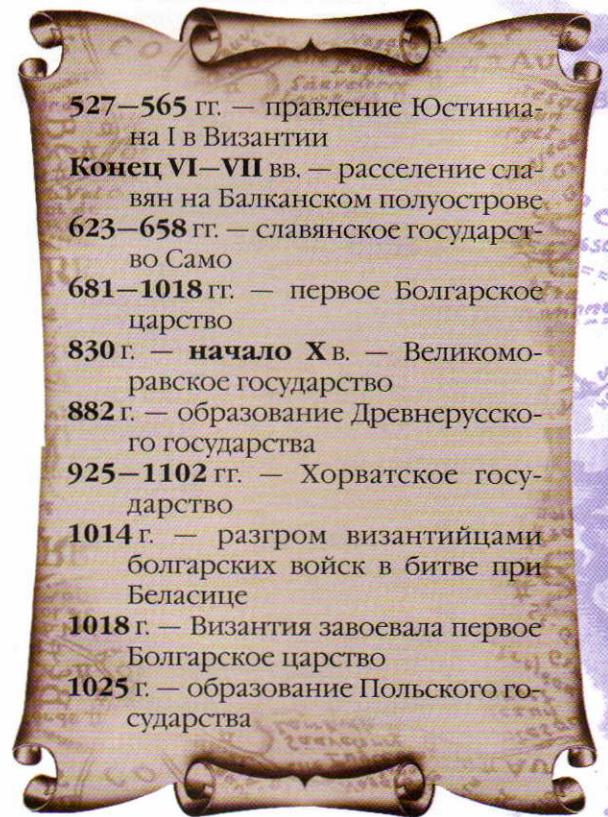 527—565 гг. — правление Юстиниа-
на I в Византии
Конец VI—VII вв. — расселение сла-
вян на Балканском полуострове
623—658 гг. — славянское государст-
во Само
681—1018 гг. — первое Болгарское
царство
830 г. — начало X в. — Великомо-
равское государство
882 г. — образование Древнерусско-
го государства
925—1102 гг. — Хорватское госу-
дарство
1014 г. — разгром византийцами
болгарских войск в битве при
Беласице
1018 г. — Византия завоевала первое
Болгарское царство
1025 г. — образование Польского го-
сударства